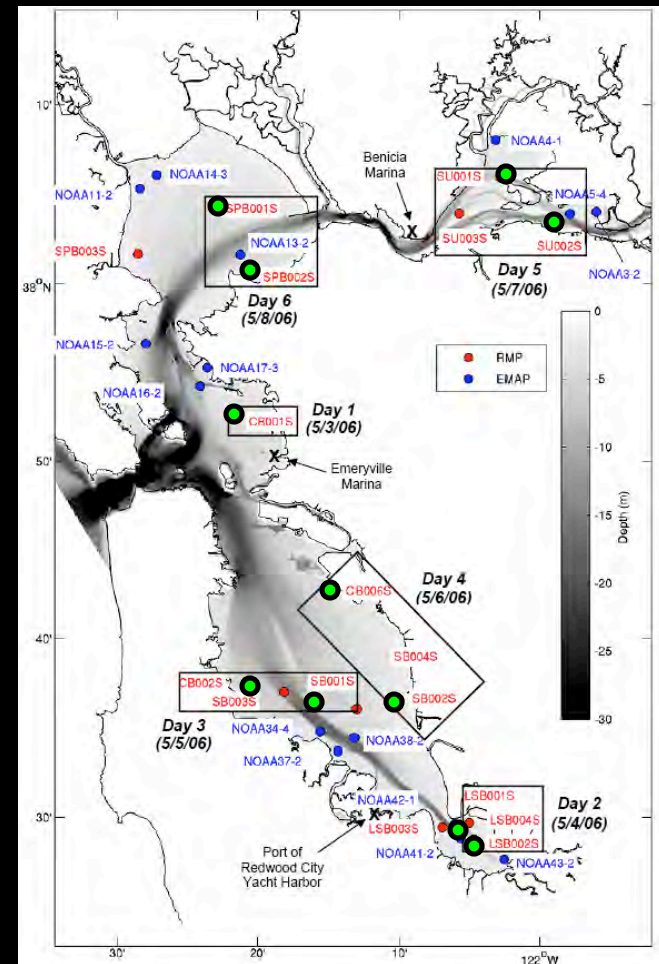 10'
NOAA4-1
Benicia
Marina
NOAA14-3
SU001S
NOAA11-2
NOAA5-4
SPB001S
SU003S
SU002S
SPB003S
NOAA13-2
SPB002S
Day 5
(5/7/06)
NOAA3-2
38°N
Day 6
(5/8/06)
0
NOAA15-2
RMP
EMAP
NOAA17-3
-5
NOAA16-2
Day 1
(5/3/06)
CB001S
-10
50'
Emeryville
Marina
-15
Depth (m)
Day 4
(5/6/06)
CB006S
-20
40'
SB004S
-25
CB002S
SB001S
SB003S
SB002S
-30
Day 3
(5/5/06)
NOAA34-4
NOAA38-2
NOAA37-2
LSB001S
NOAA42-1
Day 2
(5/4/06)
LSB004S
30'
LSB003S
LSB002S
NOAA41-2
Port of
Redwood City
Yacht Harbor
NOAA43-2
30'
20'
10'
122°W